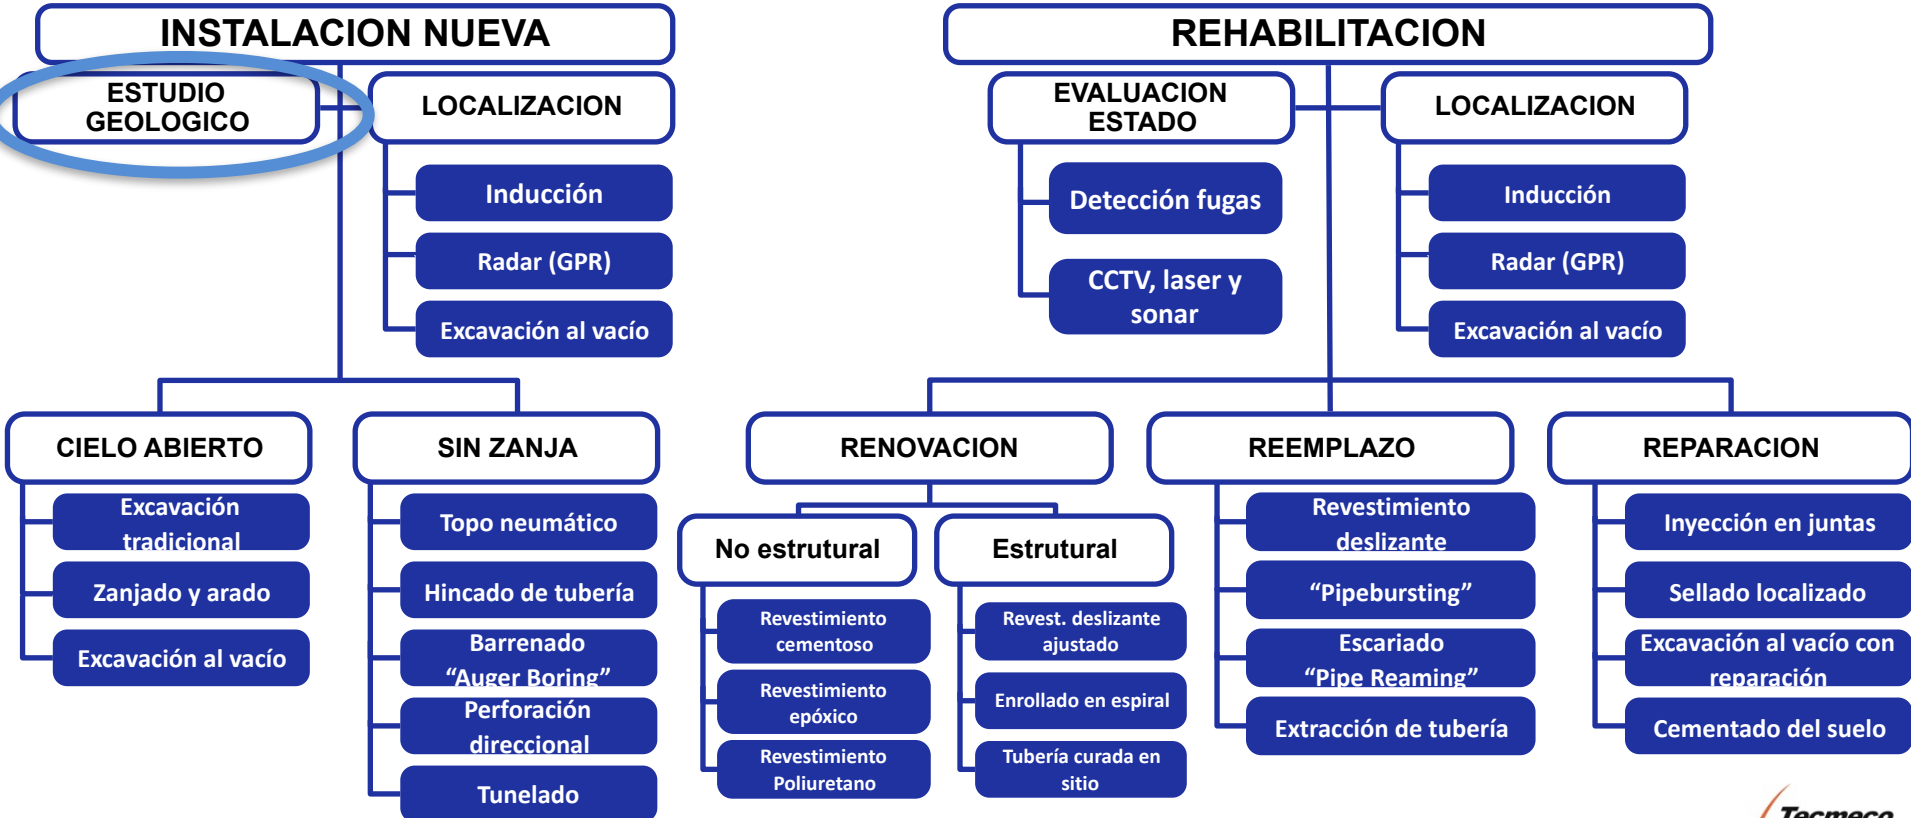 INSTALACION NUEVA
ESTUDIO
GEOLOGICO
LOCALIZACION
Inducción
Radar (GPR)
Excavación al vacío
CIELO ABIERTO
Excavación
tradicional
Zanjado y arado
Excavación al vacío
SIN ZANJA
Topo neumático
Hincado de tubería
Barrenado
“Auger Boring”
Perforación
direccional
Tunelado
REHABILITACION
EVALUACION
ESTADO
Detección fugas
CCTV, laser y
sonar
LOCALIZACION
Inducción
Radar (GPR)
Excavación al vacío
RENOVACION
No estrutural
Revestimiento
cementoso
Revestimiento
epóxico
Revestimiento
Poliuretano
Estrutural
Revest. deslizante
ajustado
Enrollado en espiral
Tubería curada en
sitio
REEMPLAZO
Revestimiento
deslizante
“Pipebursting”
Escariado
“Pipe Reaming”
Extracción de tubería
REPARACION
Inyección en juntas
Sellado localizado
Excavación al vacío con
reparación
Cementado del suelo
Tecmeco